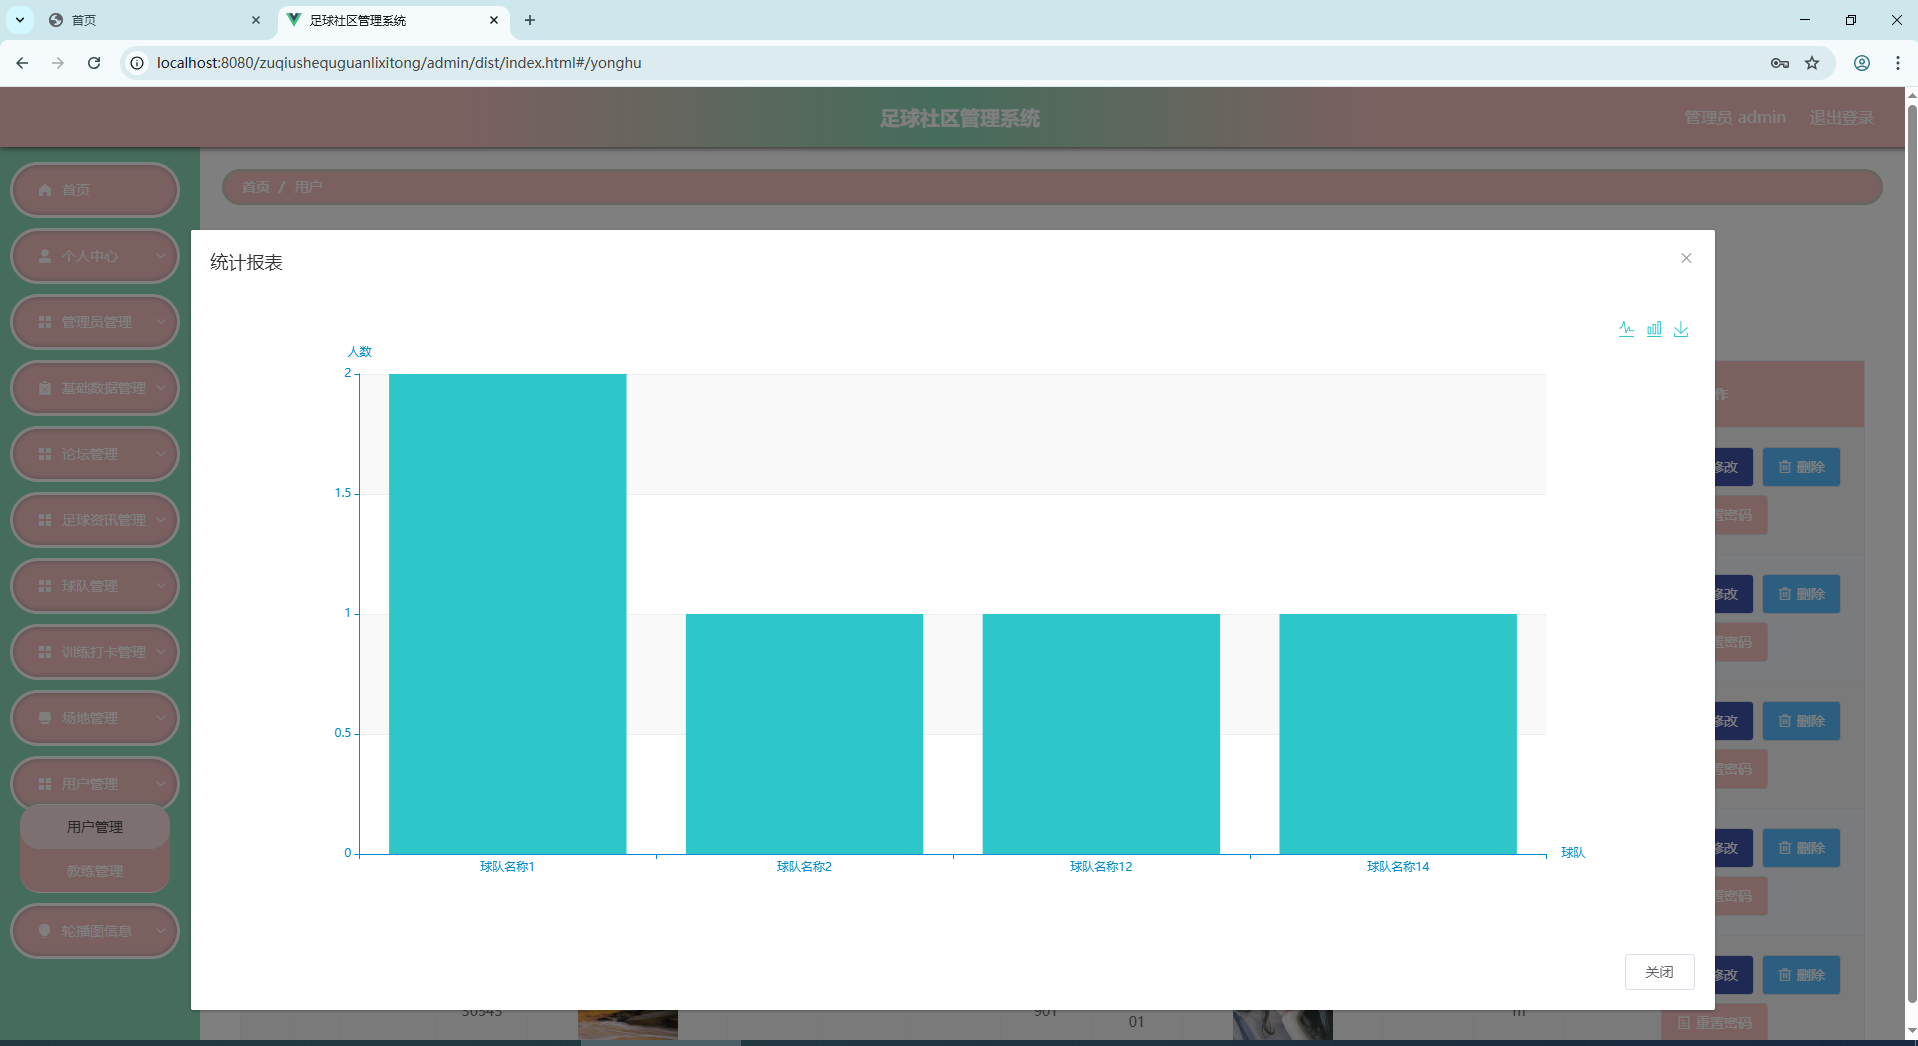 首页
足球社区管理系统
localhost:8080/zuqiushequguanlixitong/admin/dist/index.html#/yonghu
足球社区管理系统
管理员 admin
退出登录
首页
个人中心
管理员管理
基础数据管理
论坛管理
足球资讯管理
球队管理
训练打卡管理
场地管理
用户管理
用户管理
教练管理
轮播图信息
首页 / 用户
统计报表
人数
2
1.5
1
0.5
0
球队名称1
球队名称2
球队名称12
球队名称14
球队
关闭
作
修改
删除
置密码
修改
删除
置密码
修改
删除
置密码
修改
删除
置密码
修改
删除
重置密码
30343
901
01